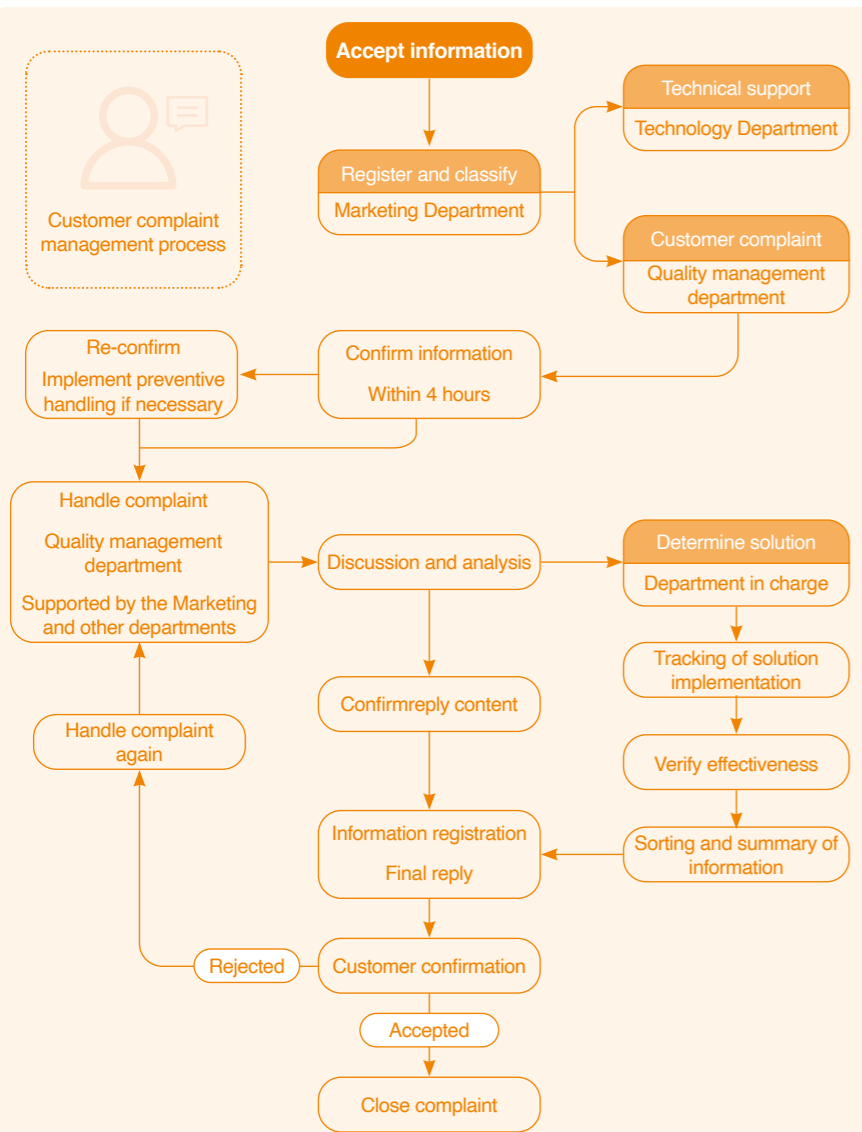 Accept information
Customer complaint
management process
Register and classify
Marketing Department
Technical support
Technology Department
Customer complaint
Quality management
department
Confirm information
Within 4 hours
Re-confirm
Implement preventive
handling if necessary
Handle complaint
Quality management
department
Supported by the Marketing
and other departments
Discussion and analysis
Determine solution
Department in charge
Tracking of solution
implementation
Verify effectiveness
Sorting and summary of
information
Confirmreply content
Information registration
Final reply
Customer confirmation
Rejected
Handle complaint
again
Accepted
Close complaint